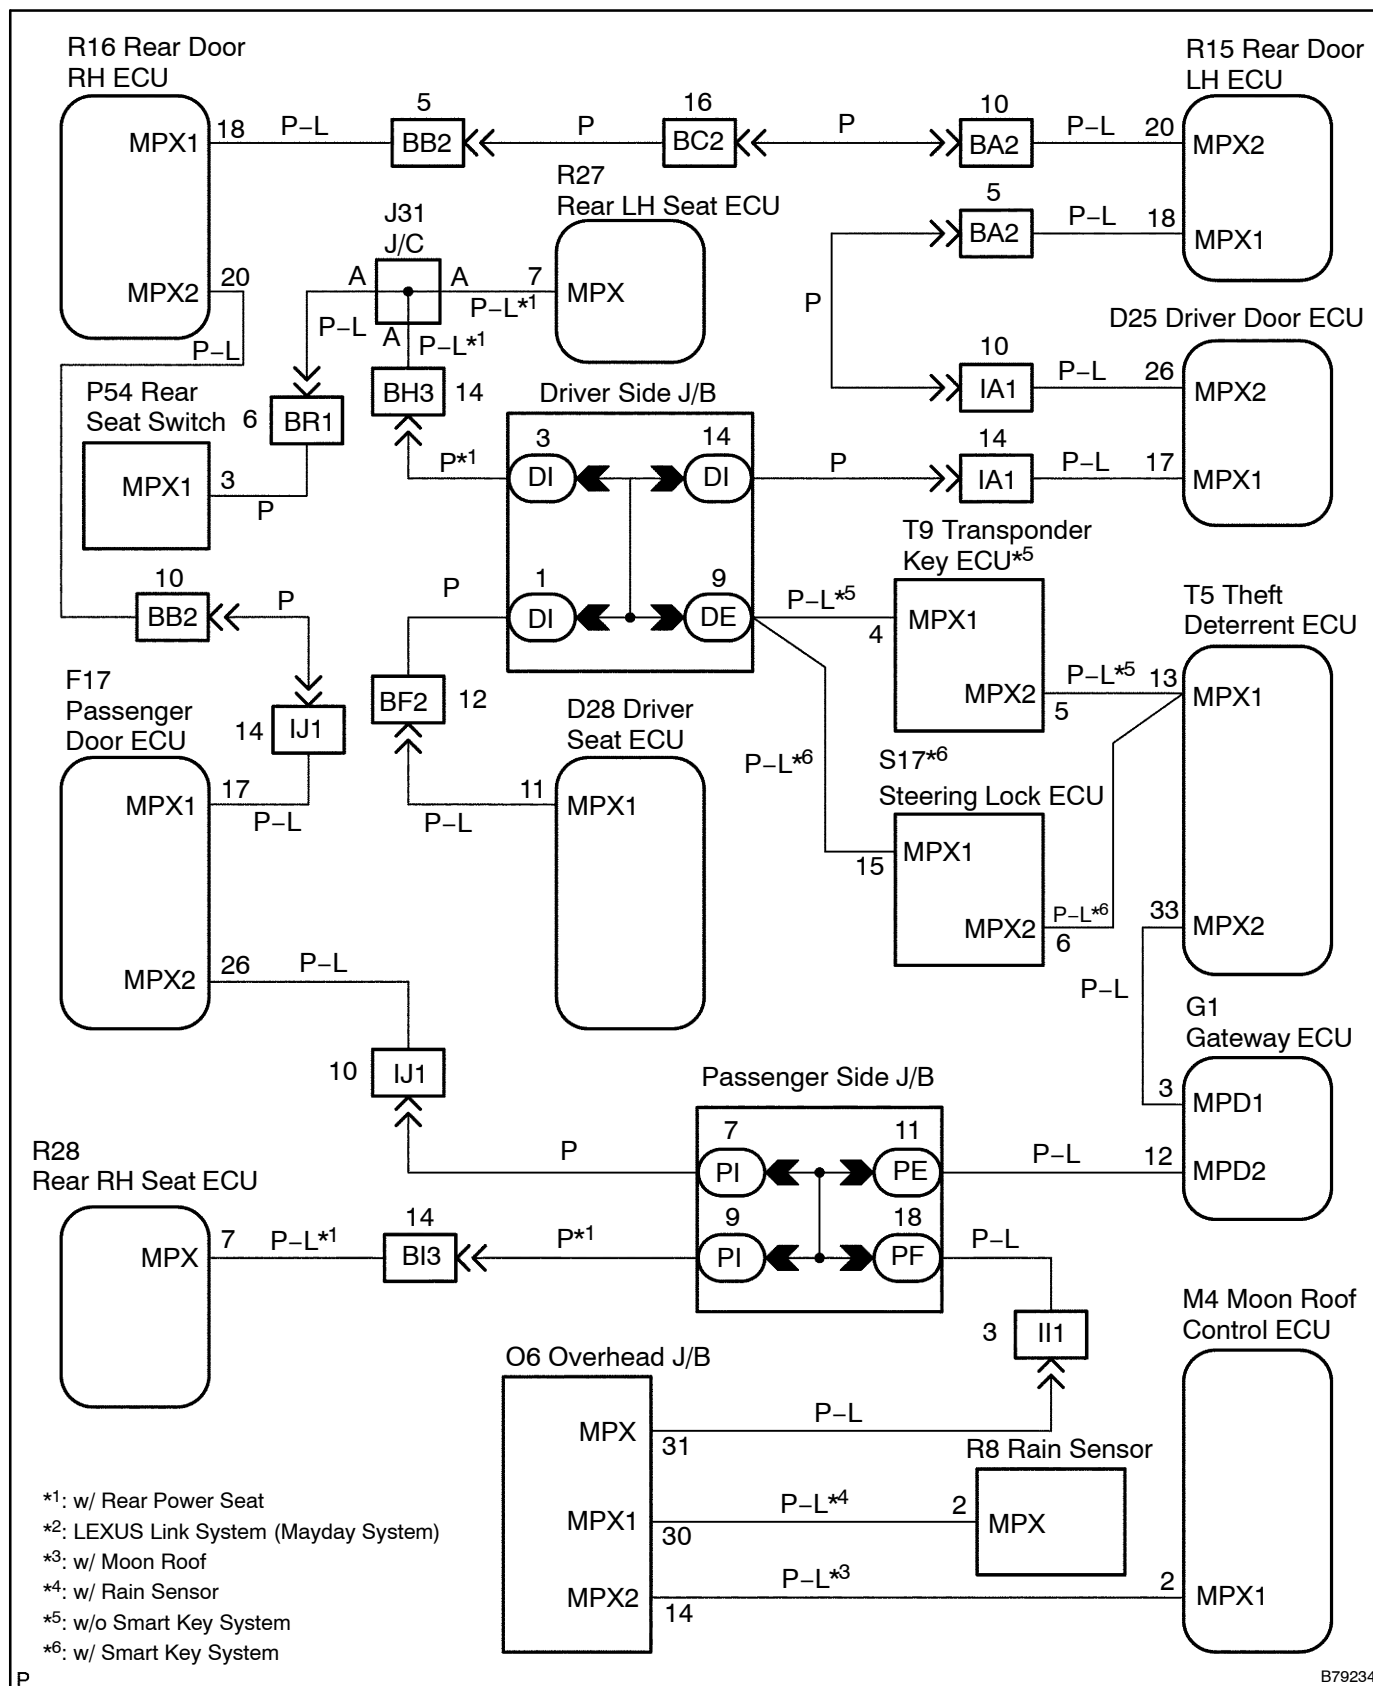 R16 Rear Door
RH ECU
R15 Rear Door
LH ECU
5
16
10
MPX1
18
P–L
BB2
P
BC2
P
BA2
P–L
20
MPX2
R27
Rear LH Seat ECU
5
J31
J/C
BA2
P–L
18
MPX1
MPX2
20
A
A
7
MPX
P–L*1
P
P–L
A
P–L*1
D25 Driver Door ECU
P–L
10
P54 Rear
Seat Switch
6
BR1
BH3
14
Driver Side J/B
IA1
P–L
26
MPX2
3
14
14
MPX1
3
P
P*1
DI
DI
P
IA1
P–L
17
MPX1
T9 Transponder
Key ECU*5
10
P
1
9
P–L*5
T5 Theft
Deterrent ECU
BB2
P
DI
DE
4
MPX1
F17
Passenger
Door ECU
P–L*5
13
MPX1
MPX2
5
14
IJ1
BF2
12
D28 Driver
Seat ECU
P–L*6
S17*6
Steering Lock ECU
MPX1
17
P–L
P–L
11
MPX1
15
MPX1
P–L*6
33
MPX2
MPX2
6
MPX2
26
P–L
P–L
G1
Gateway ECU
10
IJ1
Passenger Side J/B
3
MPD1
7
11
R28
Rear RH Seat ECU
P
PI
PE
P–L
12
MPD2
14
9
18
MPX
7
P–L*1
BI3
P*1
PI
PF
P–L
M4 Moon Roof
Control ECU
3
II1
O6 Overhead J/B
MPX
31
P–L
R8 Rain Sensor
*1: w/ Rear Power Seat
*2: LEXUS Link System (Mayday System)
*3: w/ Moon Roof
*4: w/ Rain Sensor
*5: w/o Smart Key System
*6: w/ Smart Key System
MPX1
30
P–L*4
2
MPX
MPX2
14
P–L*3
2
MPX1
P
B79234